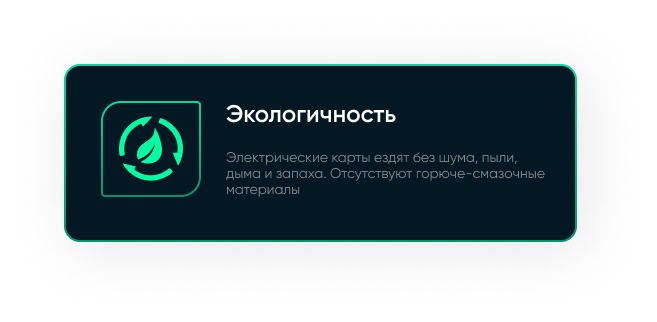 Экологичность
Электрические карты ездят без шума, пыли,
дыма и запаха. Отсутствуют горюче-смазочные
материалы